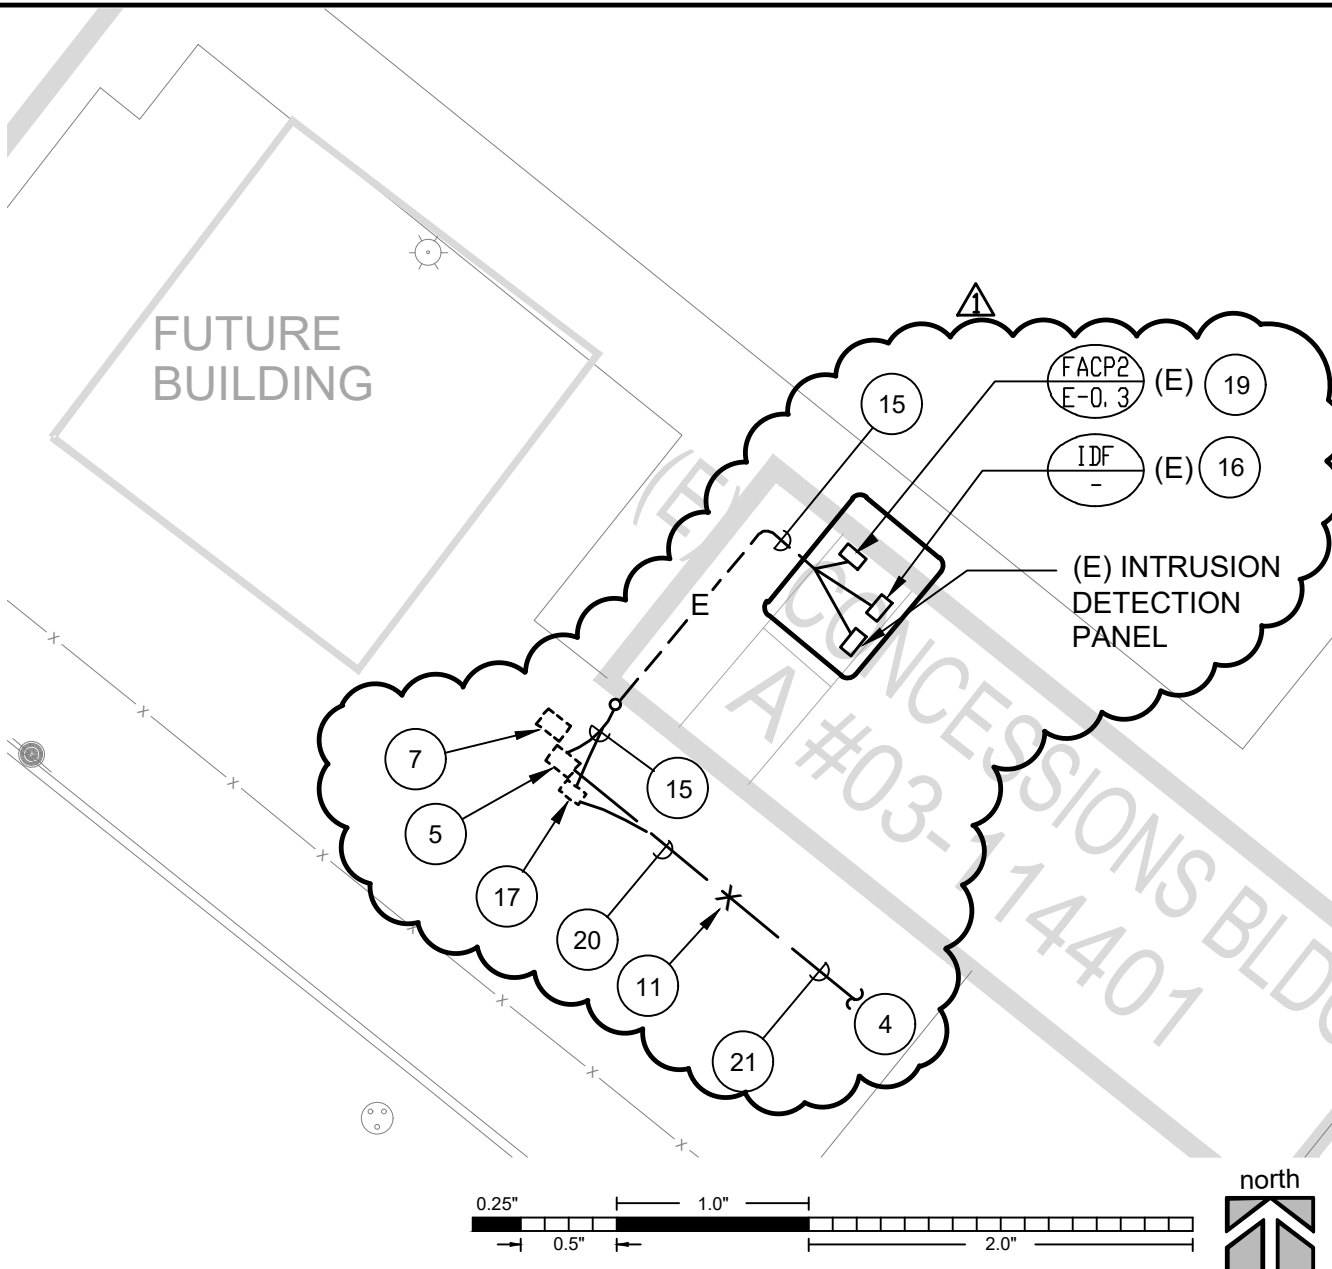 1
FUTURE
BUILDING
FACP2
E-0.3
(E)
19
15
IDF
-
(E)
16
(E) INTRUSION
DETECTION
PANEL
E
(E) CONCESSIONS BLDG
A #03-114401
7
15
5
17
20
11
4
21
x
x
x
x
x
x
x
x
north
0.25"
1.0"
0.5"
2.0"